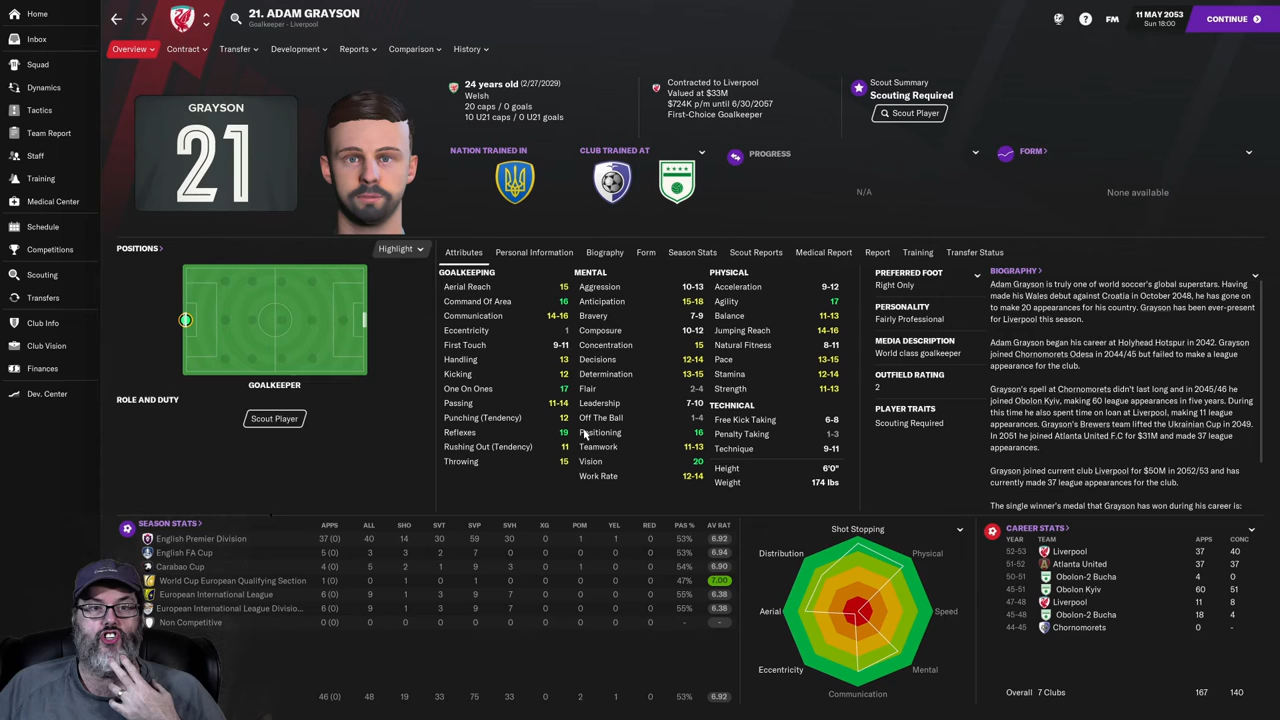 Home
Inbox
Squad
Dynamics
Tactics
Team Report
Staff
Training
Medical Center
Schedule
Competitions
Scouting
Transfers
Club Info
Club Vision
Finances
Dev. Center
21. ADAM GRAYSON
Goalkeeper - Liverpool
FM
11 MAY 2053
Sun 18:00
CONTINUE
Overview
Contract
Transfer
Development
Reports
Comparison
History
GRAYSON
21
24 years old (2/27/2029)
Welsh
20 caps / 0 goals
10 U21 caps / 0 U21 goals
Contracted to Liverpool
Valued at $33M
$724K p/m until 6/30/2057
First-Choice Goalkeeper
Scout Summary
Scouting Required
Scout Player
NATION TRAINED IN
CLUB TRAINED AT
PROGRESS
N/A
FORM
None available
POSITIONS
Highlight
GOALKEEPER
ROLE AND DUTY
Scout Player
Attributes
Personal Information
Biography
Form
Season Stats
Scout Reports
Medical Report
Report
Training
Transfer Status
GOALKEEPING
Aerial Reach 15
Command Of Area 16
Communication 14-16
Eccentricity 1
First Touch 9-11
Handling 13
Kicking 12
One On Ones 17
Passing 11-14
Punching (Tendency) 12
Reflexes 19
Rushing Out (Tendency) 11
Throwing 15
MENTAL
Aggression 10-13
Anticipation 15-18
Bravery 7-9
Composure 10-12
Concentration 15
Decisions 12-14
Determination 13-15
Flair 2-4
Leadership 7-10
Off The Ball 1-4
Positioning 16
Teamwork 11-13
Vision 20
Work Rate 12-14
PHYSICAL
Acceleration 9-12
Agility 17
Balance 11-13
Jumping Reach 14-16
Natural Fitness 8-11
Pace 13-15
Stamina 12-14
Strength 11-13
TECHNICAL
Free Kick Taking 6-8
Penalty Taking 1-3
Technique 9-11
Height 6'0"
Weight 174 lbs
PREFERRED FOOT
Right Only
PERSONALITY
Fairly Professional
MEDIA DESCRIPTION
World class goalkeeper
OUTFIELD RATING
2
PLAYER TRAITS
Scouting Required
BIOGRAPHY
Adam Grayson is truly one of world soccer's global superstars. Having
made his Wales debut against Croatia in October 2048, he has gone on
to make 20 appearances for his country. Grayson has been ever-present
for Liverpool this season.
Adam Grayson began his career at Holyhead Hotspur in 2042. Grayson
joined Chornomorets Odesa in 2044/45 but failed to make a league
appearance for the club.
Grayson's spell at Chornomorets didn't last long and in 2045/46 he
joined Obolon Kyiv, making 60 league appearances in five years. During
this time he also spent time on loan at Liverpool, making 11 league
appearances. Grayson's Brewers team lifted the Ukrainian Cup in 2049.
In 2051 he joined Atlanta United F.C for $31M and made 37 league
appearances.
Grayson joined current club Liverpool for $50M in 2052/53 and has
currently made 37 league appearances for the club.
The single winner's medal that Grayson has won during his career is:
SEASON STATS APPS ALL SHO SVT SVP SVH XG POM YEL RED PAS % AV RAT
English Premier Division 37 (0) 40 14 30 59 30 0 1 1 0 53% 6.92
English FA Cup 5 (0) 3 3 2 7 0 0 1 0 0 53% 6.94
Carabao Cup 4 (0) 5 2 1 9 3 0 0 0 0 54% 6.90
World Cup European Qualifying Section 1 (0) 0 1 0 1 0 0 0 0 0 47% 7.00
European International League 6 (0) 9 1 3 9 7 0 0 0 0 55% 6.38
European International League Divisio... 6 (0) 9 1 3 9 7 0 0 0 0 55% 6.38
Non Competitive 0 (0) 0 0 0 0 0 0 0 0 0 - -
46 (0) 48 19 33 75 33 0 2 1 0 53% 6.92
Shot Stopping
Physical
Speed
Mental
Communication
Eccentricity
Aerial
Distribution
CAREER STATS
YEAR TEAM APPS CONC
52-53 Liverpool 37 40
51-52 Atlanta United 37 37
50-51 Obolon-2 Bucha 4 0
45-51 Obolon Kyiv 60 51
47-48 Liverpool 11 8
45-48 Obolon-2 Bucha 18 4
44-45 Chornomorets 0 -
Overall 7 Clubs 167 140